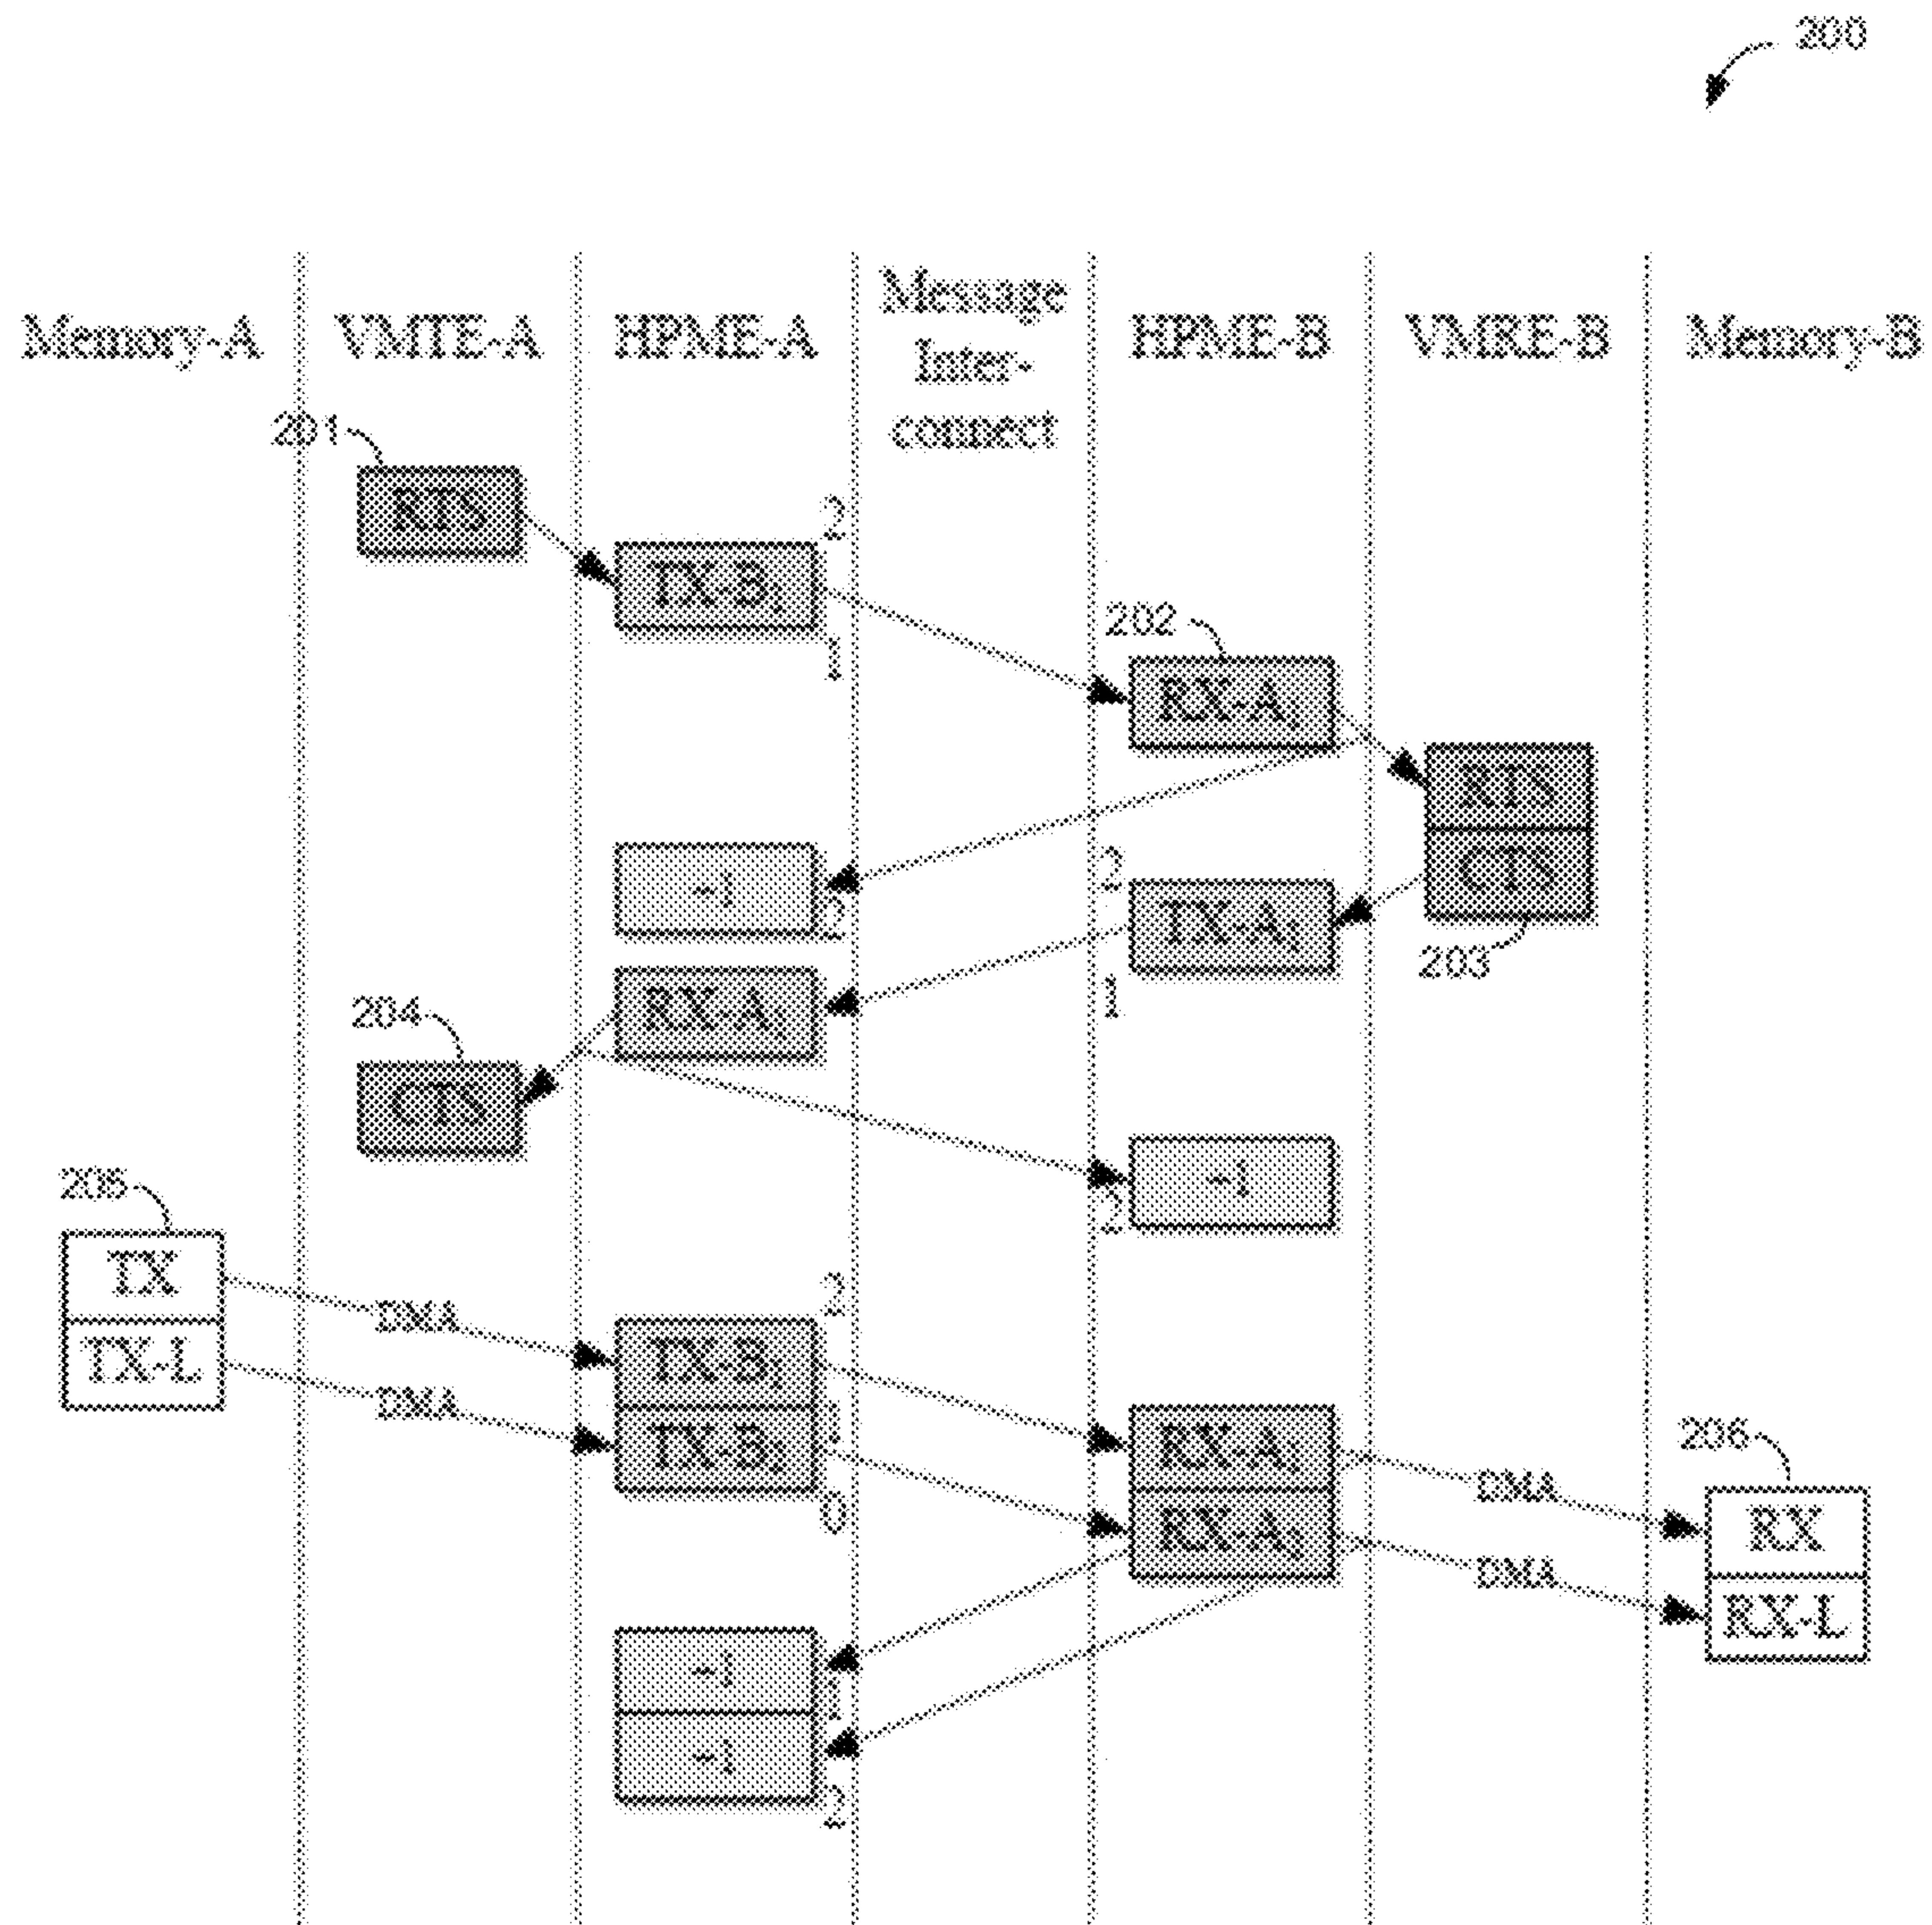 200
Memory-A
VMTE-A
HPME-A
Message
Inter-
connect
HPME-B
VMRE-B
Memory-B
201
RTS
2
TX-B₁
1
202
RX-A₁
RTS
CTS
203
~1
2
2
TX-A₁
1
RX-A₁
204
CTS
~1
2
205
TX
TX-L
DMA
DMA
2
TX-B₁
1
TX-B₂
0
RX-A₁
RX-A₂
DMA
DMA
206
RX
RX-L
~1
1
~1
2